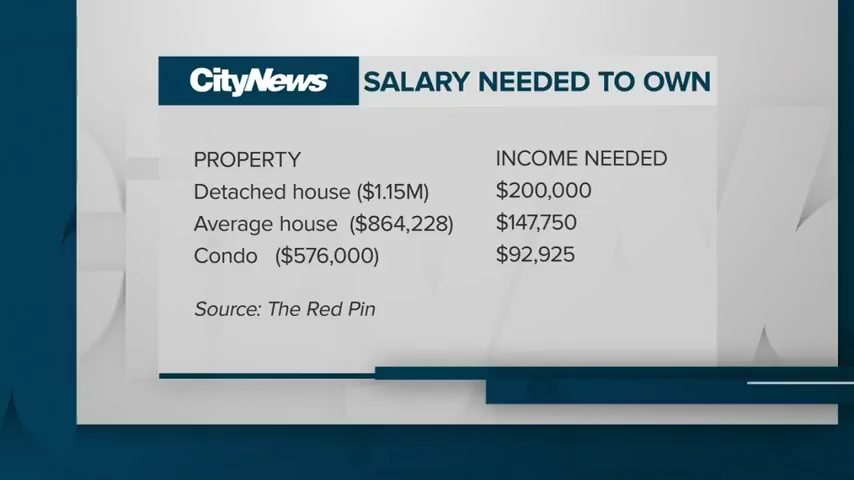 CityNews SALARY NEEDED TO OWN
PROPERTY INCOME NEEDED
Detached house ($1.15M) $200,000
Average house ($864,228) $147,750
Condo ($576,000) $92,925
Source: The Red Pin